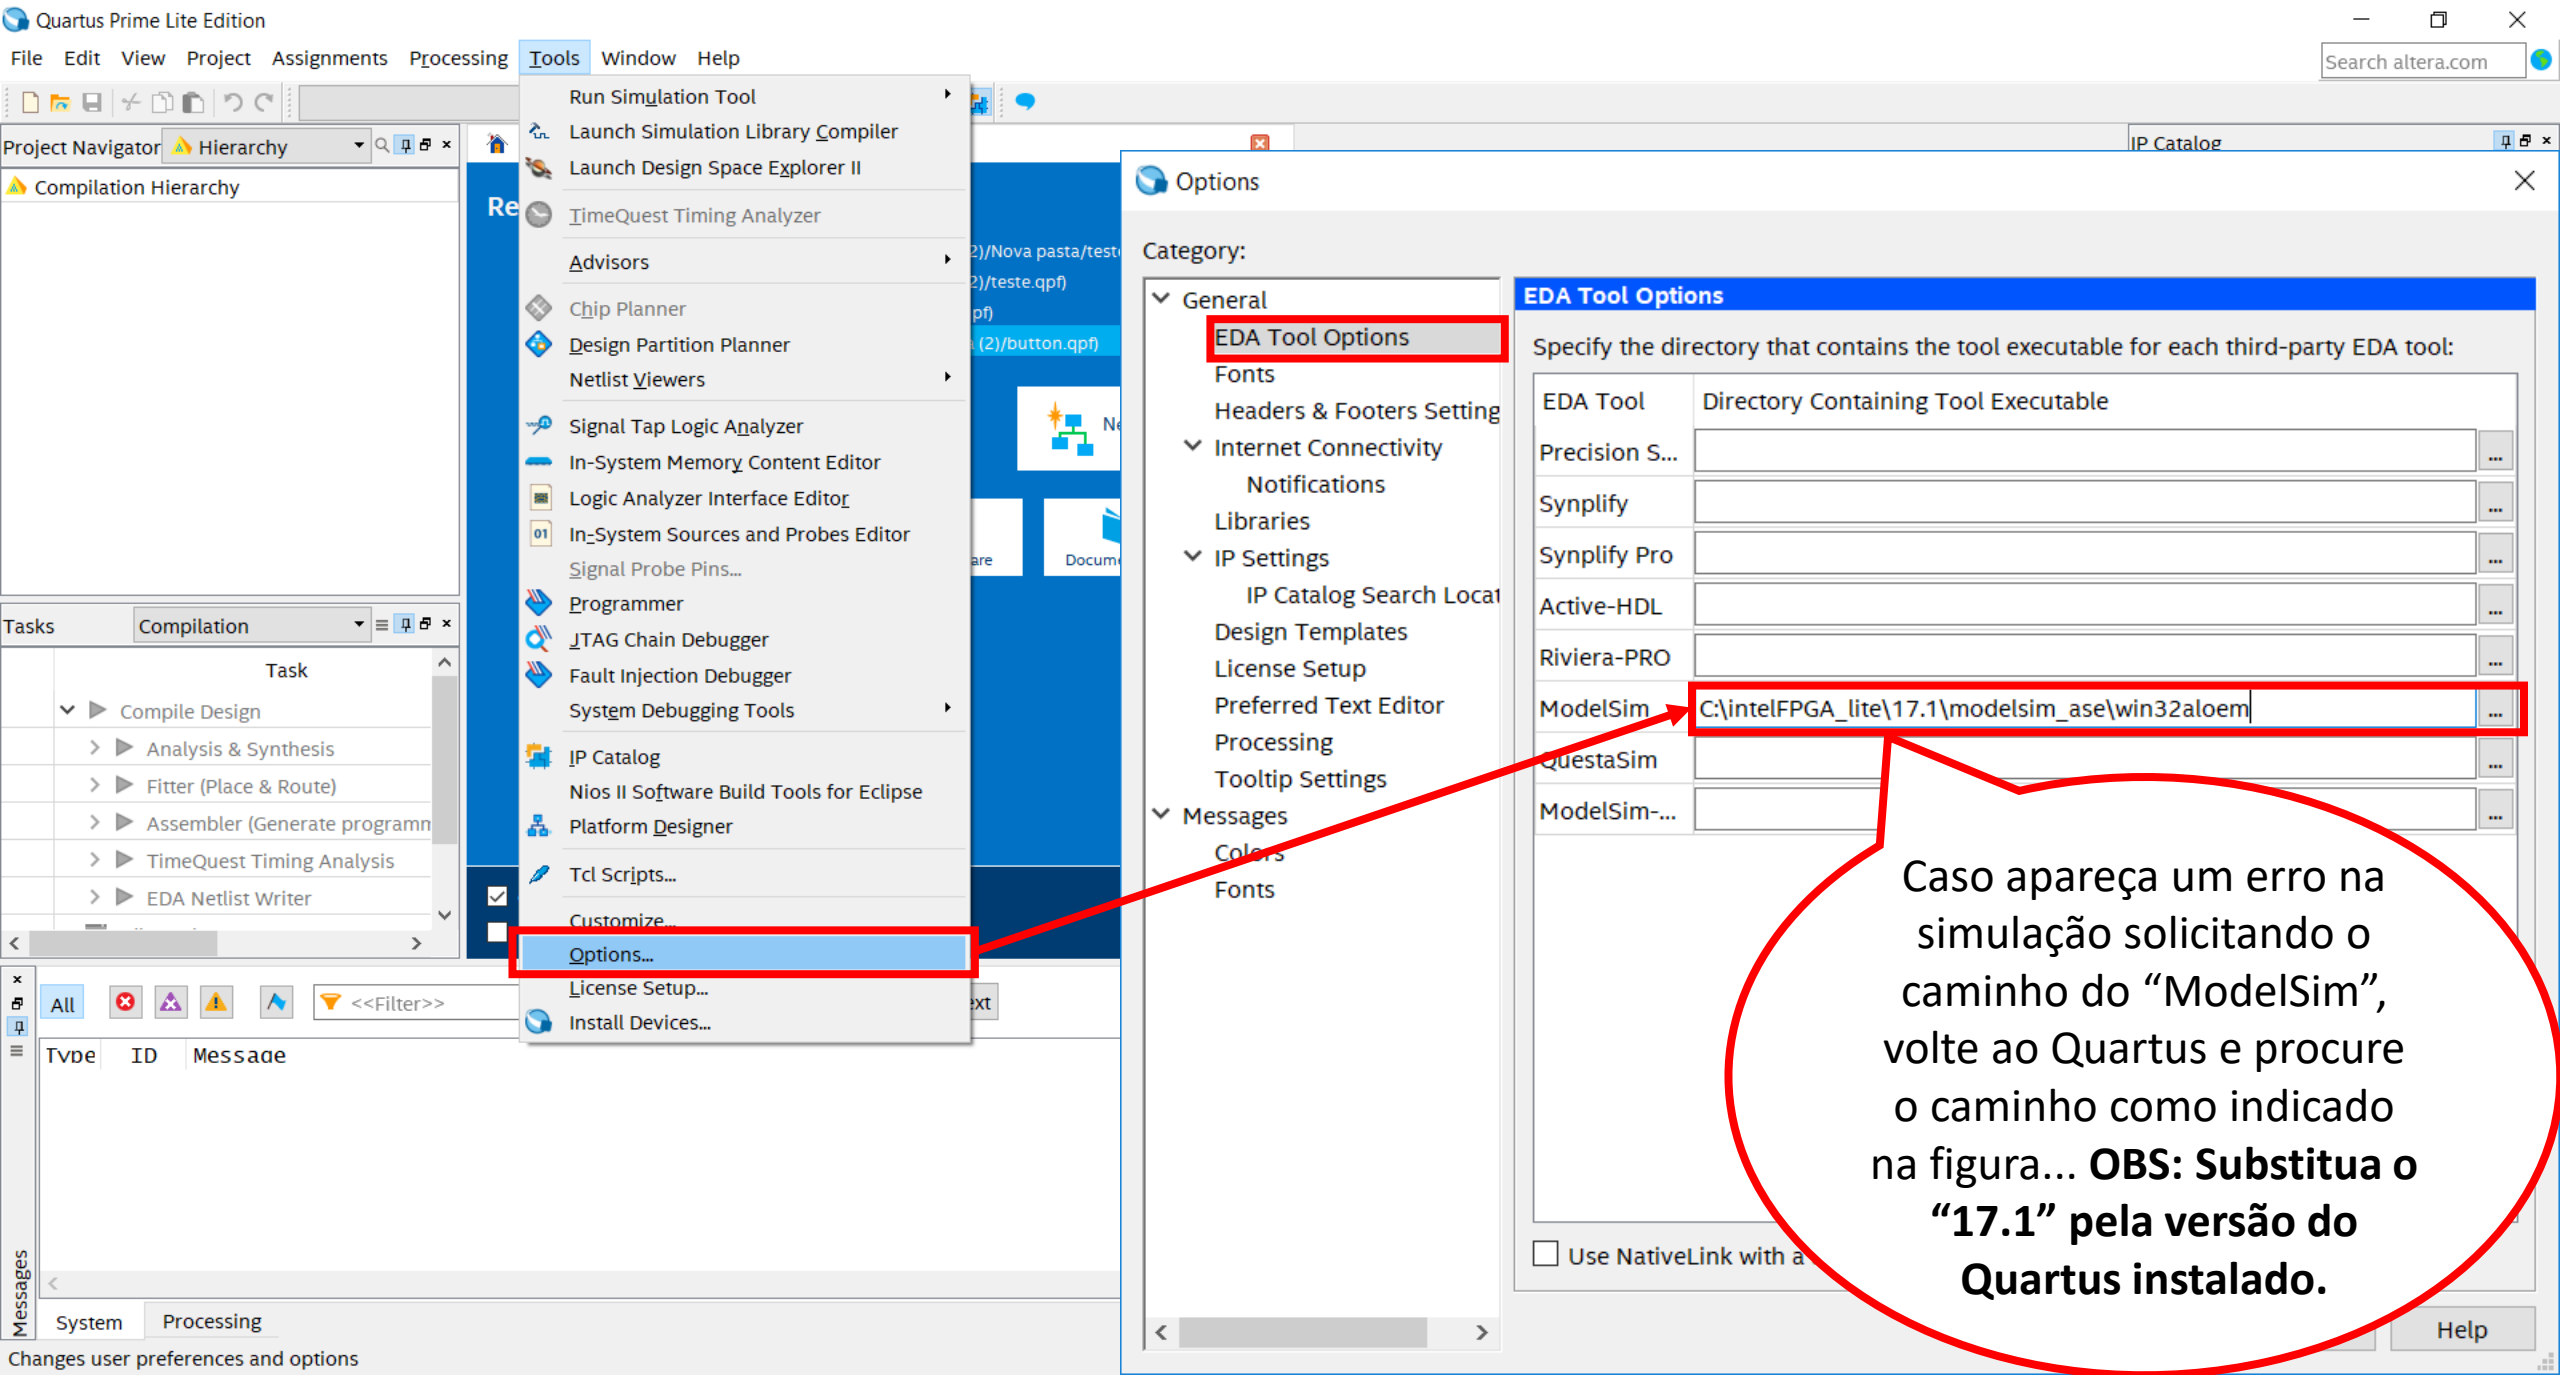 Quartus Prime Lite Edition
File Edit View Project Assignments Processing Tools Window Help
Search altera.com
Project Navigator Hierarchy
Compilation Hierarchy
Re
2)/Nova pasta/test
2)/teste.qpf)
pf)
(2)/button.qpf)
are
Docum
Run Simulation Tool
Launch Simulation Library Compiler
Launch Design Space Explorer II
TimeQuest Timing Analyzer
Advisors
Chip Planner
Design Partition Planner
Netlist Viewers
Signal Tap Logic Analyzer
In-System Memory Content Editor
Logic Analyzer Interface Editor
In-System Sources and Probes Editor
Signal Probe Pins...
Programmer
JTAG Chain Debugger
Fault Injection Debugger
System Debugging Tools
IP Catalog
Nios II Software Build Tools for Eclipse
Platform Designer
Tcl Scripts...
Customize...
Options...
License Setup...
Install Devices...
Tasks Compilation
Task
Compile Design
Analysis & Synthesis
Fitter (Place & Route)
Assembler (Generate programm
TimeQuest Timing Analysis
EDA Netlist Writer
All <<Filter>>
ext
Type ID Message
Messages
System Processing
Changes user preferences and options
IP Catalog
Options
Category:
General
EDA Tool Options
Fonts
Headers & Footers Setting
Internet Connectivity
Notifications
Libraries
IP Settings
IP Catalog Search Locat
Design Templates
License Setup
Preferred Text Editor
Processing
Tooltip Settings
Messages
Colors
Fonts
EDA Tool Options
Specify the directory that contains the tool executable for each third-party EDA tool:
EDA Tool Directory Containing Tool Executable
Precision S... ...
Synplify ...
Synplify Pro ...
Active-HDL ...
Riviera-PRO ...
ModelSim C:\intelFPGA_lite\17.1\modelsim_ase\win32aloem ...
QuestaSim ...
ModelSim-... ...
Use NativeLink with a
Help
Caso apareça um erro na
simulação solicitando o
caminho do “ModelSim”,
volte ao Quartus e procure
o caminho como indicado
na figura... OBS: Substitua o
“17.1” pela versão do
Quartus instalado.